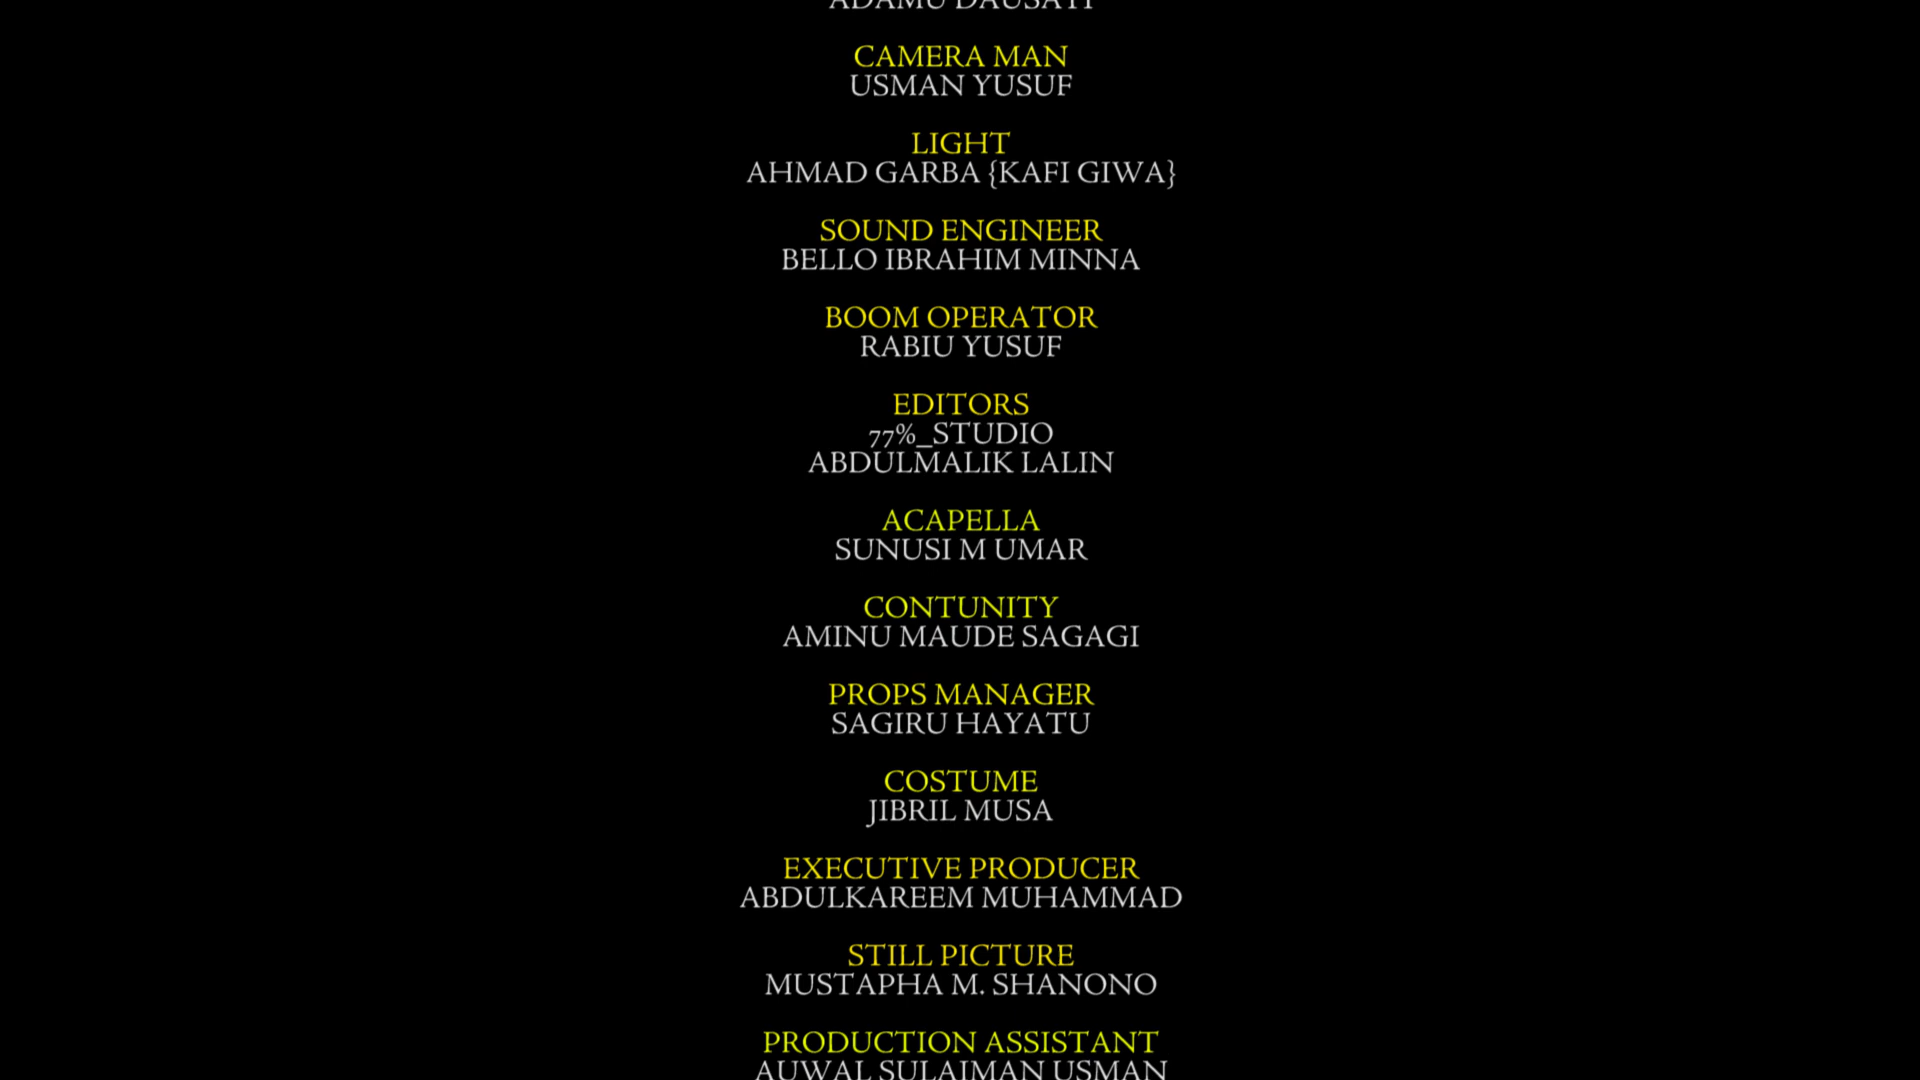 ADAMU DAUSAYI
CAMERA MAN
USMAN YUSUF
LIGHT
AHMAD GARBA {KAFI GIWA}
SOUND ENGINEER
BELLO IBRAHIM MINNA
BOOM OPERATOR
RABIU YUSUF
EDITORS
77%_STUDIO
ABDULMALIK LALIN
ACAPELLA
SUNUSI M UMAR
CONTUNITY
AMINU MAUDE SAGAGI
PROPS MANAGER
SAGIRU HAYATU
COSTUME
JIBRIL MUSA
EXECUTIVE PRODUCER
ABDULKAREEM MUHAMMAD
STILL PICTURE
MUSTAPHA M. SHANONO
PRODUCTION ASSISTANT
AUWAL SULAIMAN USMAN